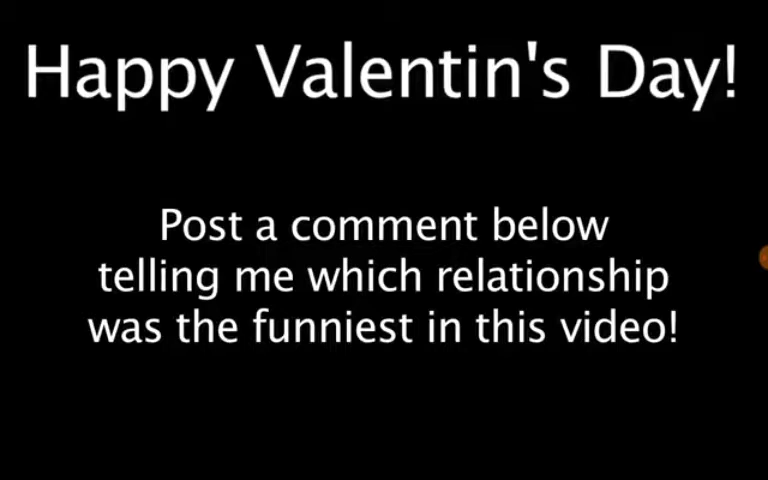 Happy Valentin's Day!
Post a comment below
telling me which relationship
was the funniest in this video!